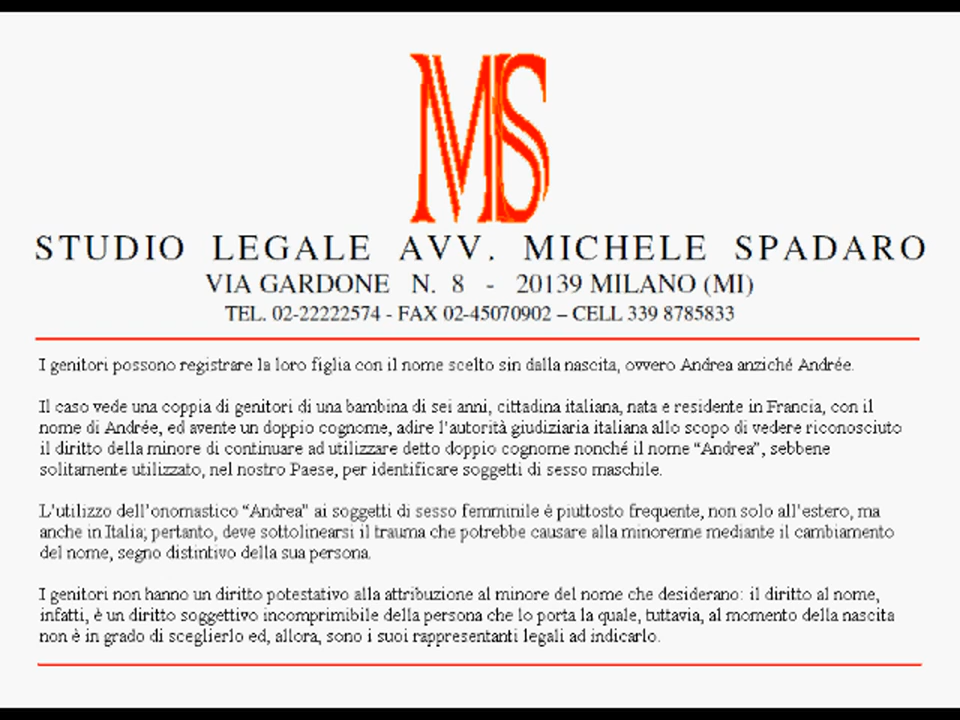 MS
STUDIO LEGALE AVV. MICHELE SPADARO
VIA GARDONE N. 8 - 20139 MILANO (MI)
TEL. 02-22222574 - FAX 02-45070902 – CELL 339 8785833
I genitori possono registrare la loro figlia con il nome scelto sin dalla nascita, ovvero Andrea anziché Andrée.
Il caso vede una coppia di genitori di una bambina di sei anni, cittadina italiana, nata e residente in Francia, con il
nome di Andrée, ed avente un doppio cognome, adire l'autorità giudiziaria italiana allo scopo di vedere riconosciuto
il diritto della minore di continuare ad utilizzare detto doppio cognome nonché il nome “Andrea”, sebbene
solitamente utilizzato, nel nostro Paese, per identificare soggetti di sesso maschile.
L'utilizzo dell'onomastico “Andrea” ai soggetti di sesso femminile è piuttosto frequente, non solo all'estero, ma
anche in Italia; pertanto, deve sottolinearsi il trauma che potrebbe causare alla minorenne mediante il cambiamento
del nome, segno distintivo della sua persona.
I genitori non hanno un diritto potestativo alla attribuzione al minore del nome che desiderano: il diritto al nome,
infatti, è un diritto soggettivo incomprimibile della persona che lo porta la quale, tuttavia, al momento della nascita
non è in grado di sceglierlo ed, allora, sono i suoi rappresentanti legali ad indicarlo.